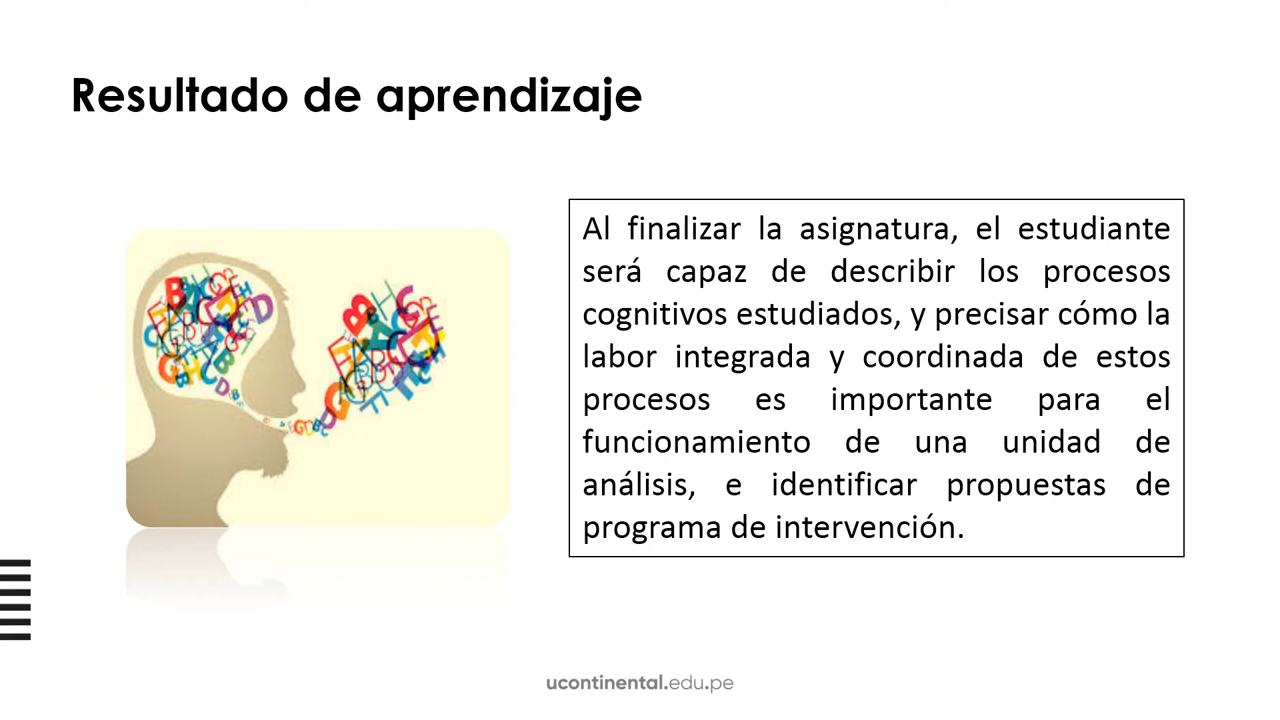 Resultado de aprendizaje
Al finalizar la asignatura, el estudiante
será capaz de describir los procesos
cognitivos estudiados, y precisar cómo la
labor integrada y coordinada de estos
procesos es importante para el
funcionamiento de una unidad de
análisis, e identificar propuestas de
programa de intervención.
ucontinental.edu.pe